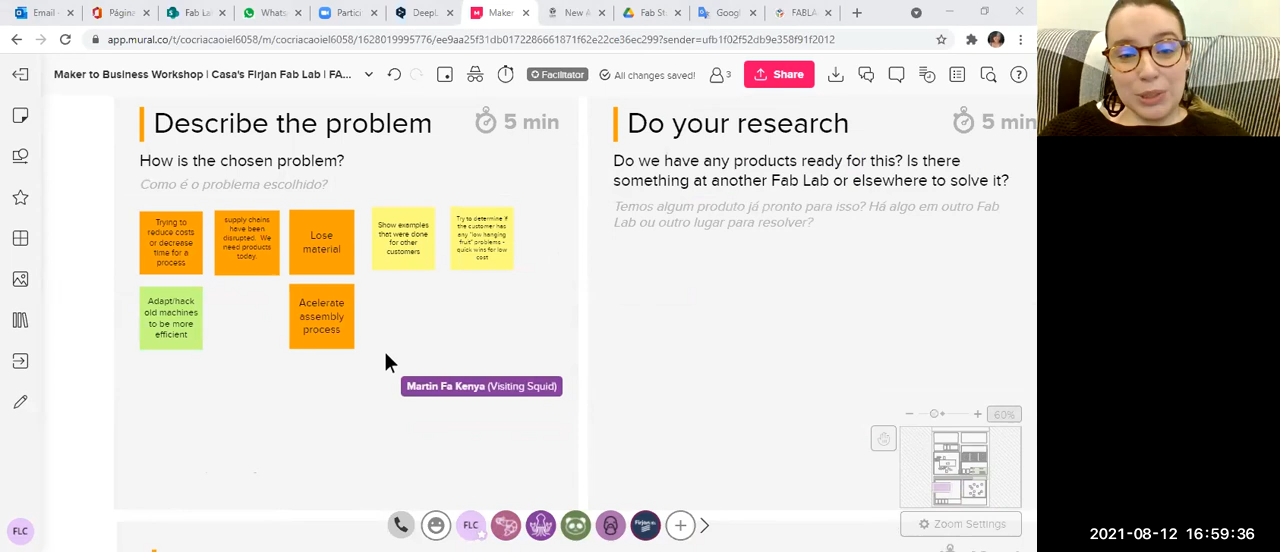 Email -
Página
Fab La
Whats
Partici
DeepL
Maker
New A
Fab St
Googl
FABLA
app.mural.co/t/cocriacaoiel6058/m/cocriacaoiel6058/1628019995776/ee9aa25f31db0172286661871f62e22ce36ec299?sender=ufb1f02f52db9e358f91f2012
Maker to Business Workshop | Casa's Firjan Fab Lab | FA...
Facilitator
All changes saved!
3
Share
Describe the problem
5 min
How is the chosen problem?
Como é o problema escolhido?
Trying to
reduce costs
or decrease
time for a
process
supply chains
have been
disrupted. We
need products
today.
Lose
material
Show examples
that were done
for other
customers
Try to determine if
the customer has
any "low hanging
fruit" problems -
quick wins for low
cost
Adapt/hack
old machines
to be more
efficient
Acelerate
assembly
process
Martin Fa Kenya (Visiting Squid)
Do your research
5 min
Do we have any products ready for this? Is there
something at another Fab Lab or elsewhere to solve it?
Temos algum produto já pronto para isso? Há algo em outro Fab
Lab ou outro lugar para resolver?
60%
Zoom Settings
FLC
FLC
2021-08-12 16:59:36